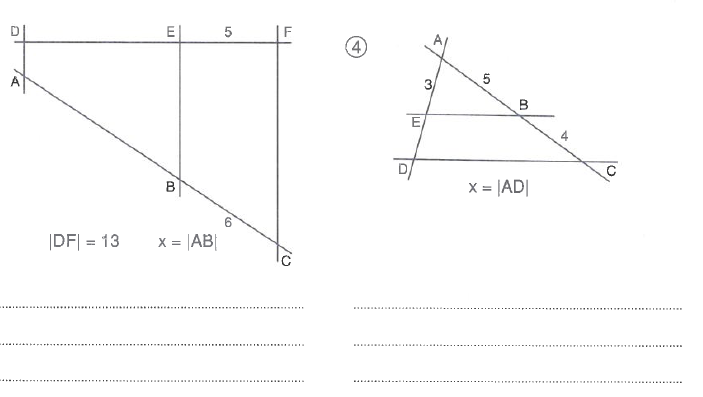 D E 5 F
A
B
6
C
|DF| = 13 x = |AB|
4
A
3 5
B
E
4
D
C
x = |AD|